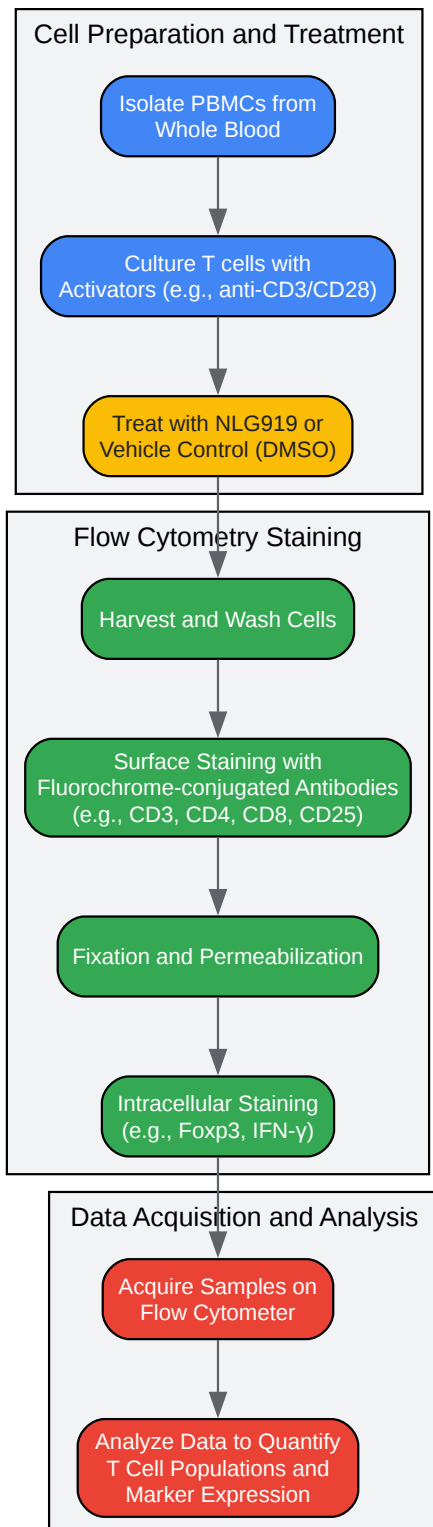 Cell Preparation and Treatment
Isolate PBMCs from
Whole Blood
Culture T cells with
Activators (e.g., anti-CD3/CD28)
Treat with NLG919 or
Vehicle Control (DMSO)
Flow Cytometry Staining
Harvest and Wash Cells
Surface Staining with
Fluorochrome-conjugated Antibodies
(e.g., CD3, CD4, CD8, CD25)
Fixation and Permeabilization
Intracellular Staining
(e.g., Foxp3, IFN-γ)
Data Acquisition and Analysis
Acquire Samples on
Flow Cytometer
Analyze Data to Quantify
T Cell Populations and
Marker Expression